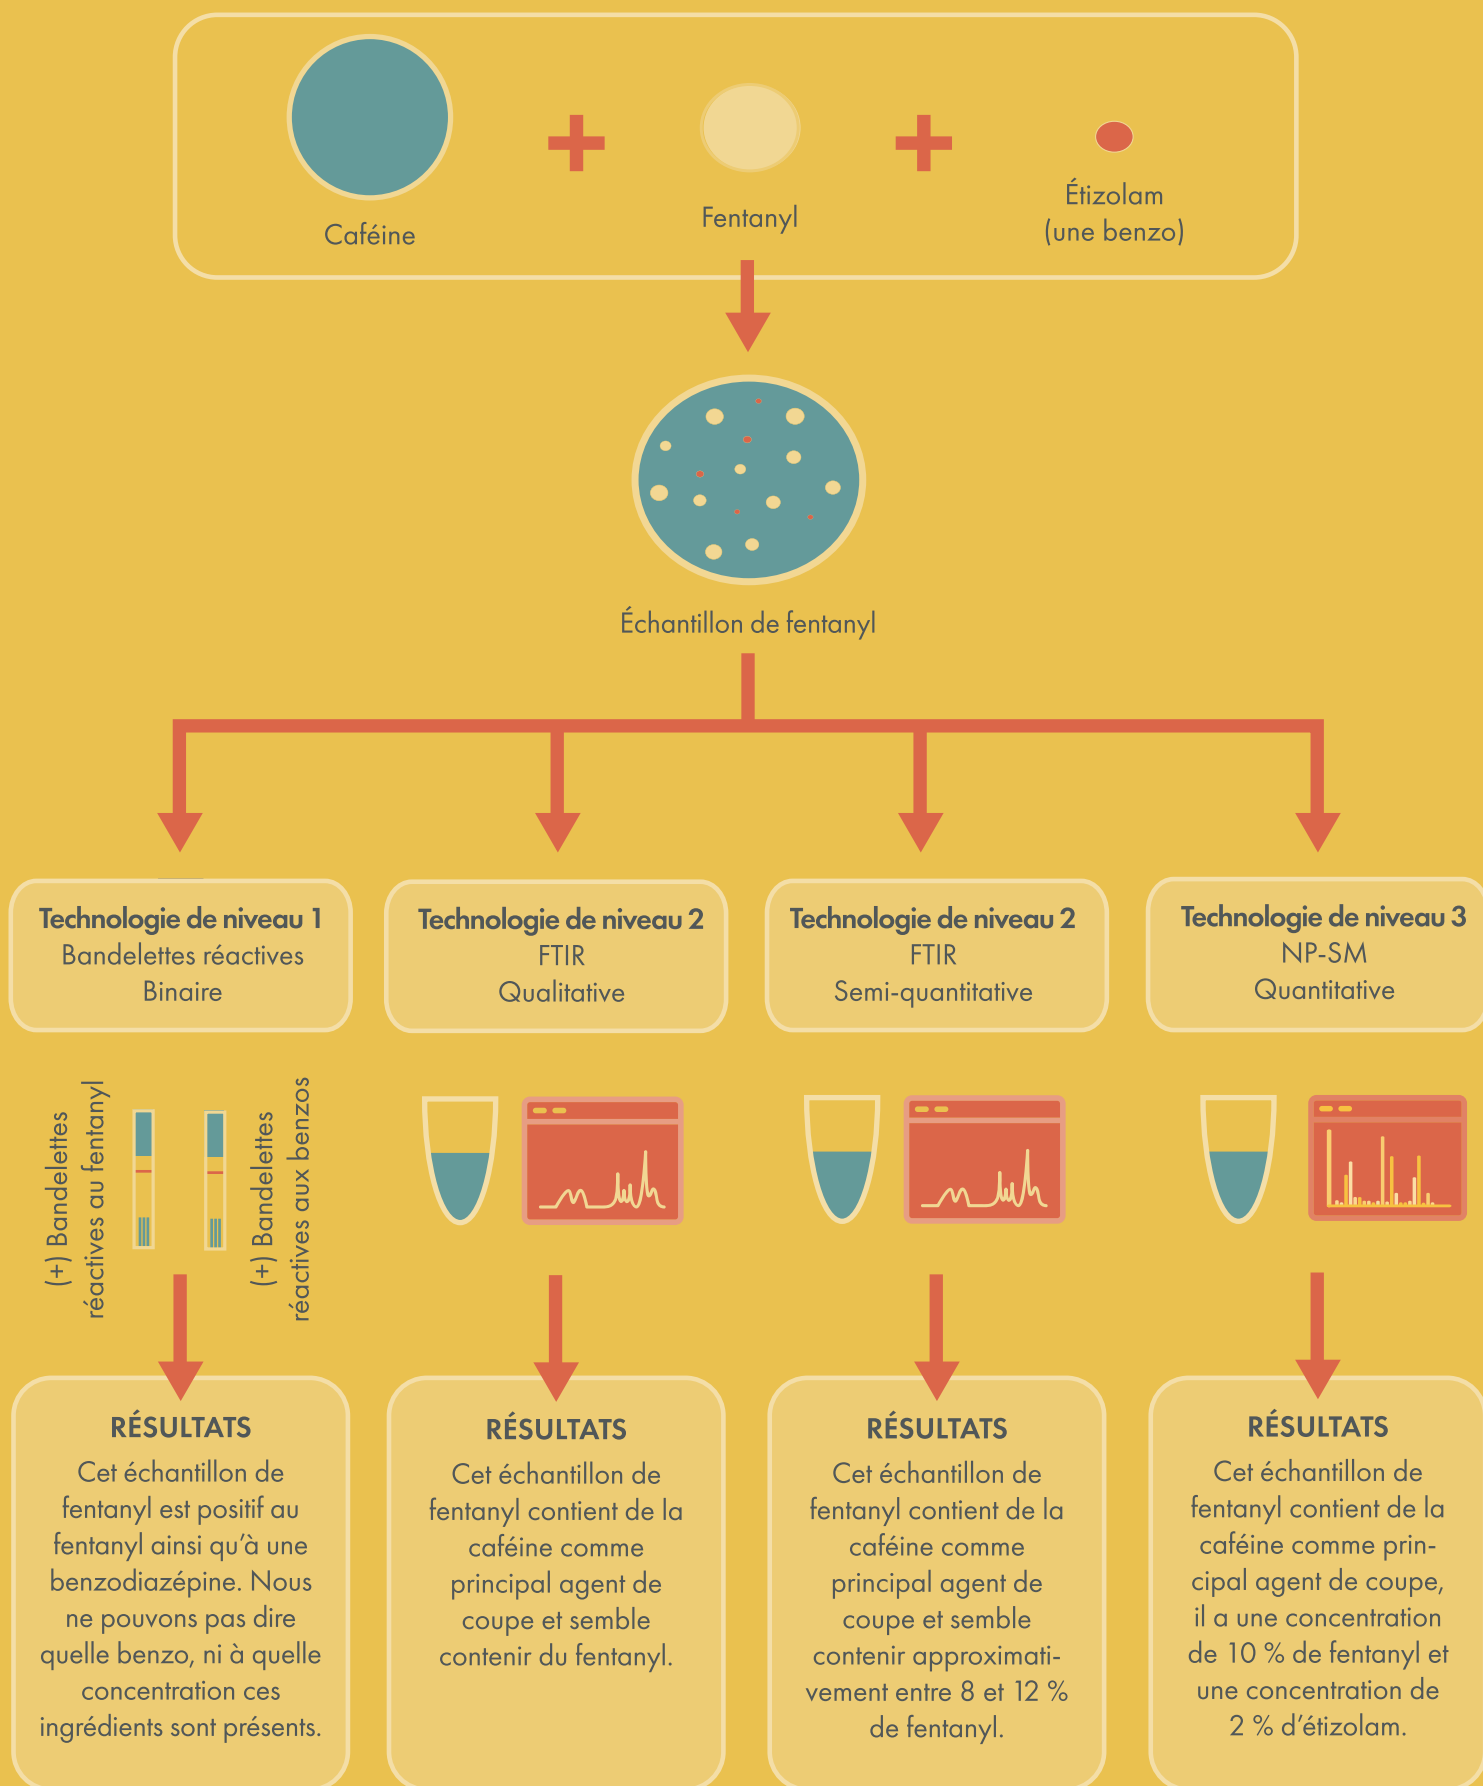 Caféine
Fentanyl
Étizolam
(une benzo)
Échantillon de fentanyl
Technologie de niveau 1
Bandelettes réactives
Binaire
Technologie de niveau 2
FTIR
Qualitative
Technologie de niveau 2
FTIR
Semi-quantitative
Technologie de niveau 3
NP-SM
Quantitative
(+) Bandelettes
réactives au fentanyl
(+) Bandelettes
réactives aux benzos
RÉSULTATS
Cet échantillon de
fentanyl est positif au
fentanyl ainsi qu’à une
benzodiazépine. Nous
ne pouvons pas dire
quelle benzo, ni à quelle
concentration ces
ingrédients sont présents.
RÉSULTATS
Cet échantillon de
fentanyl contient de la
caféine comme
principal agent de
coupe et semble
contenir du fentanyl.
RÉSULTATS
Cet échantillon de
fentanyl contient de la
caféine comme
principal agent de
coupe et semble
contenir approximati-
vement entre 8 et 12 %
de fentanyl.
RÉSULTATS
Cet échantillon de
fentanyl contient de la
caféine comme prin-
cipal agent de coupe,
il a une concentration
de 10 % de fentanyl et
une concentration de
2 % d’étizolam.